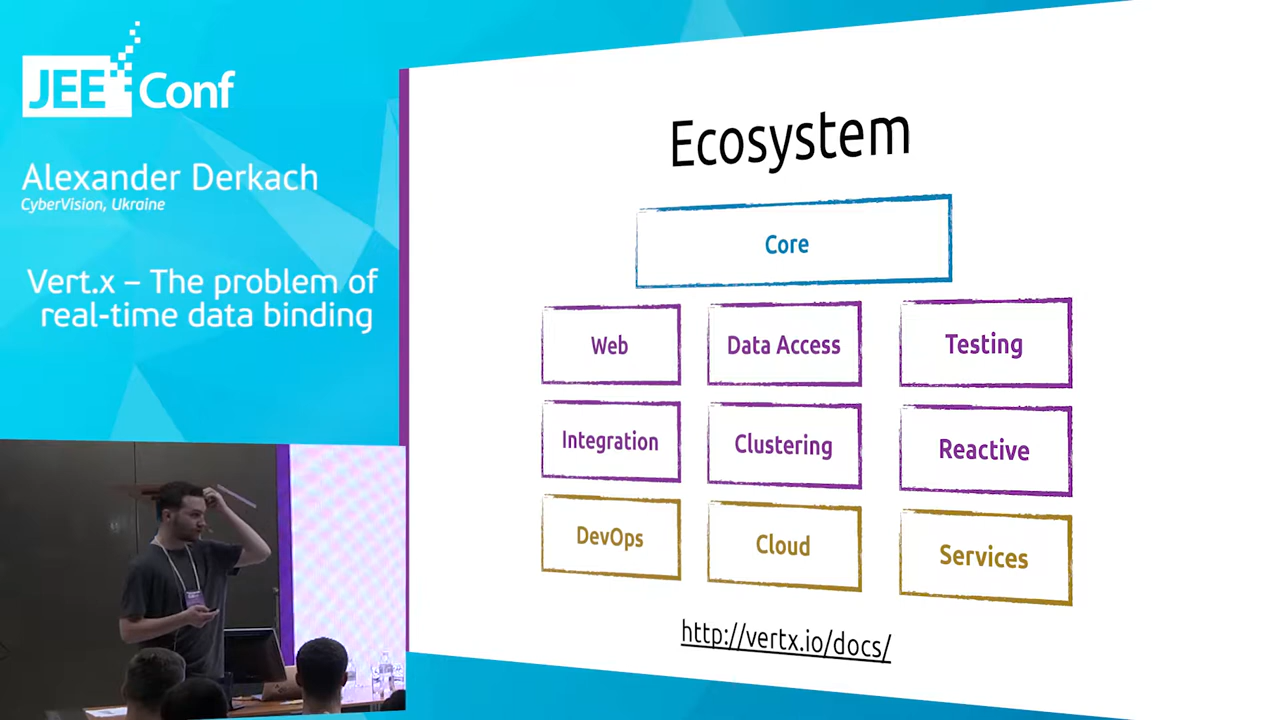 JEE Conf
Alexander Derkach
CyberVision, Ukraine
Vert.x – The problem of
real-time data binding
Ecosystem
Core
Web
Data Access
Testing
Integration
Clustering
Reactive
DevOps
Cloud
Services
http://vertx.io/docs/